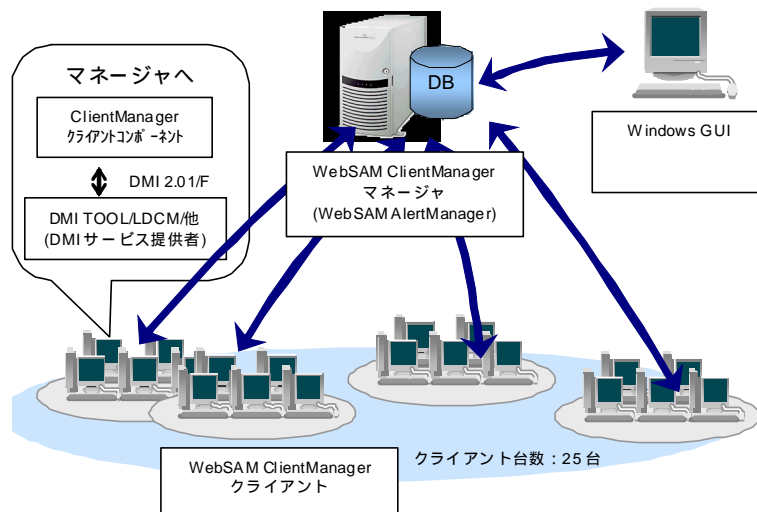 マネージャへ
ClientManager
クライアントコンポーネント
DMI 2.01/F
DMI TOOL/LDCM/他
(DMIサービス提供者)
DB
WebSAM ClientManager
マネージャ
(WebSAM AlertManager)
Windows GUI
クライアント台数：25台
WebSAM ClientManager
クライアント